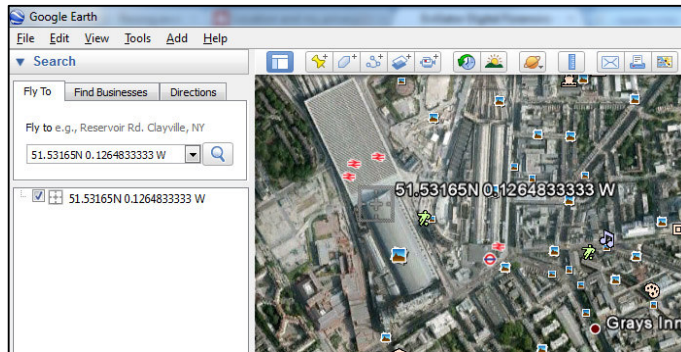 Google Earth
File Edit View Tools Add Help
Search
Fly To Find Businesses Directions
Fly to e.g., Reservoir Rd. Clayville, NY
51.53165N 0.1264833333 W
51.53165N 0.1264833333 W
51.53165N 0.1264833333 W
Grays Inn